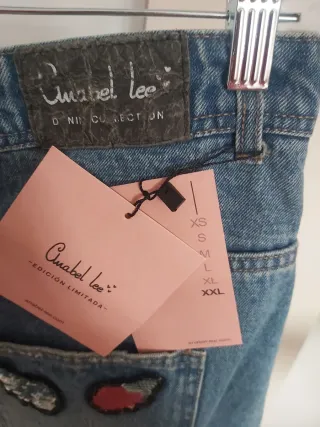 Anabel Lee
DENIM COLLECTION
Anabel Lee
-EDICIÓN LIMITADA-
XS
S
M
L
XL
XXL